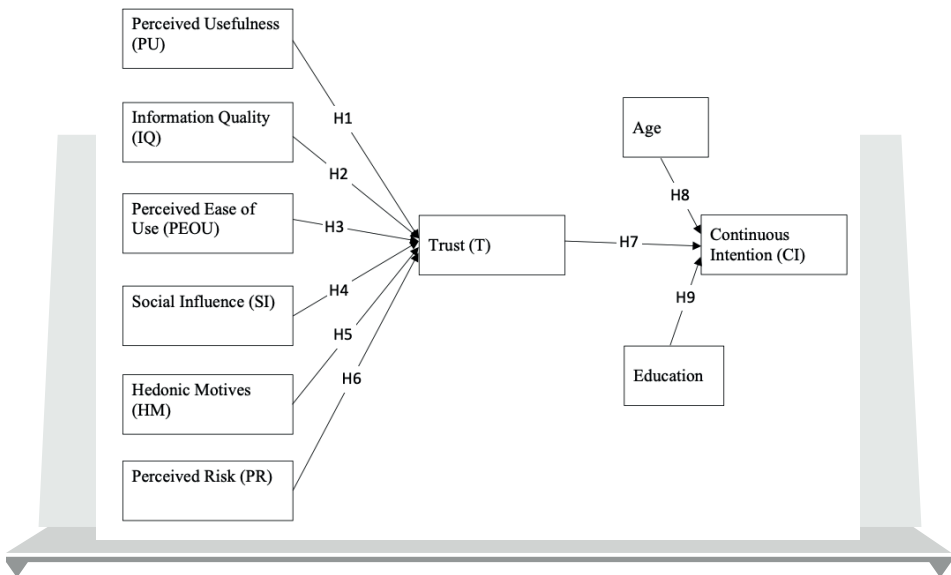 Perceived Usefulness
(PU)
H1
Information Quality
(IQ)
H2
Perceived Ease of
Use (PEOU)
H3
Social Influence (SI)
H4
Hedonic Motives
(HM)
H5
Perceived Risk (PR)
H6
Trust (T)
H7
Age
H8
Continuous
Intention (CI)
H9
Education